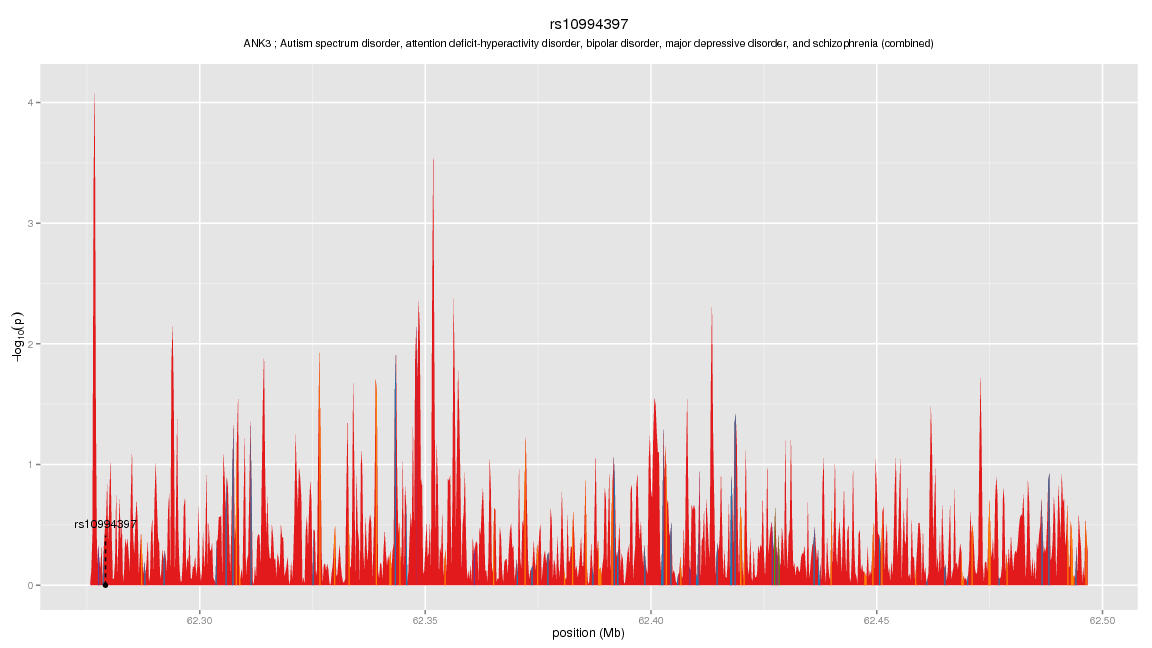 rs10994397
ANK3 ; Autism spectrum disorder, attention deficit-hyperactivity disorder, bipolar disorder, major depressive disorder, and schizophrenia (combined)
4
3
2
1
0
−log10(p)
rs10994397
62.30 62.35 62.40 62.45 62.50
position (Mb)